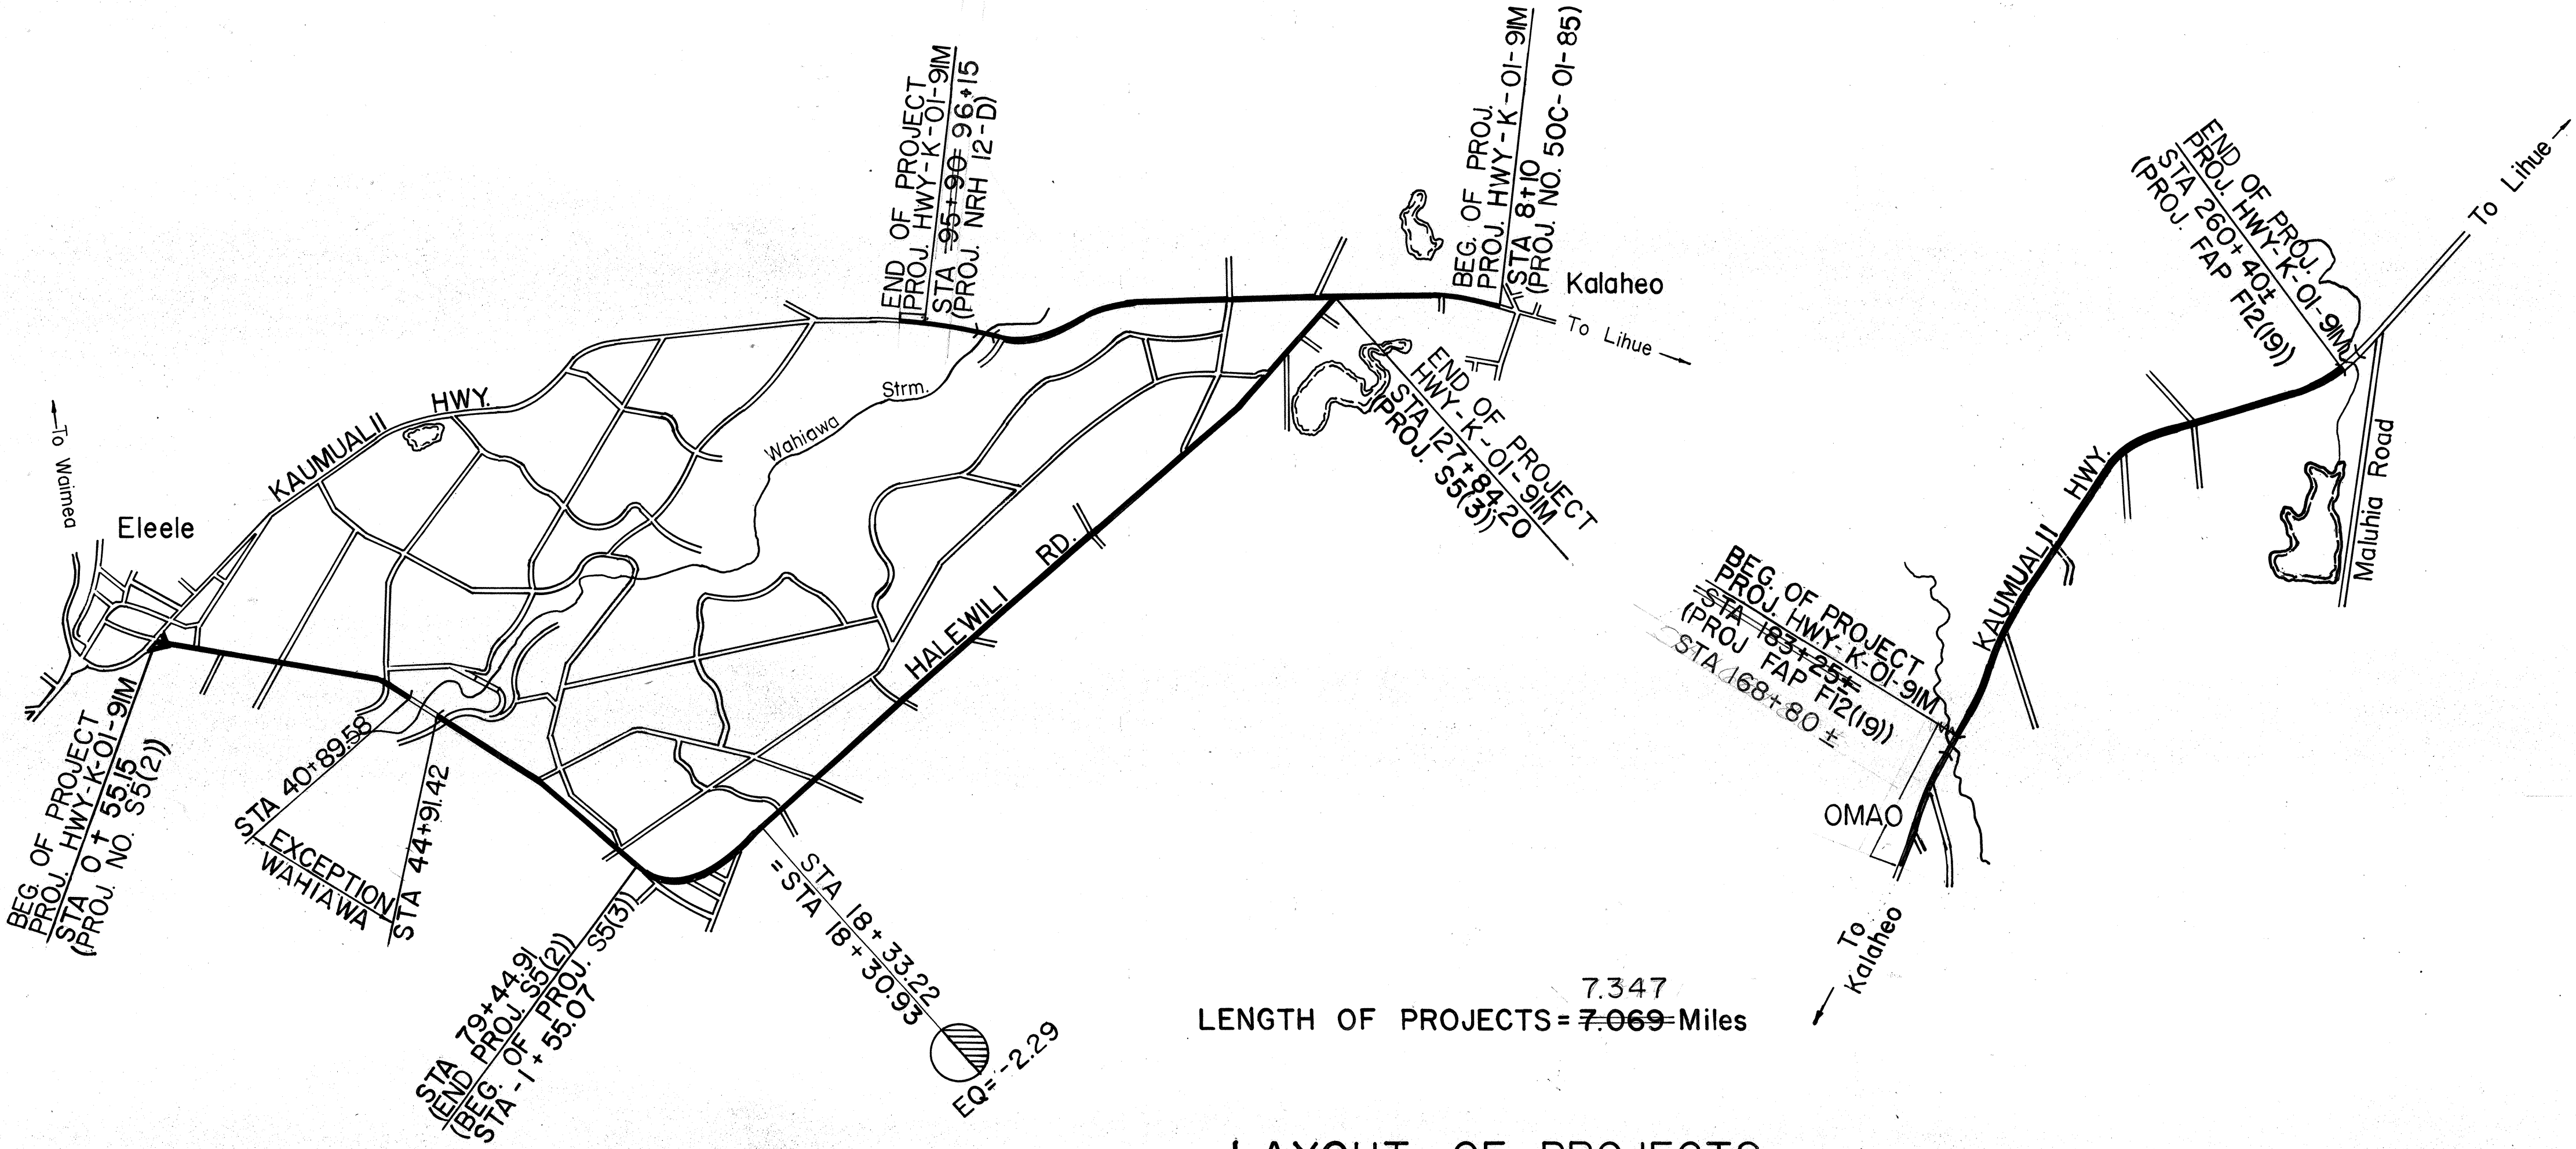 END OF PROJECT
PROJ. HWY-K-01-91M
STA 95+90 96+15
(PROJ. NRH 12-D)
BEG. OF PROJ.
PROJ. HWY-K-01-91M
STA 8+10
(PROJ. NO. 50C-01-85)
Kalaheo
To Lihue
END OF PROJ.
PROJ. HWY-K-01-91M
STA 260+40±
(PROJ. FAP F12(19))
To Lihue
To Waimea
Eleele
KAUMUALII HWY.
Wahiawa Strm.
END OF PROJECT
HWY-K-01-91M
STA 127+84.20
(PROJ. S5(3))
HALEWILI RD.
KAUMUALII HWY.
Maluhia Road
BEG. OF PROJECT
PROJ. HWY-K-01-91M
STA 183+25±
(PROJ FAP F12(19))
STA 168+80 ±
OMAO
To
Kalaheo
BEG. OF PROJECT
PROJ. HWY-K-01-91M
STA 0+55.15
(PROJ. NO. S5(2))
STA 40+89.58
EXCEPTION
WAHIAWA
STA 44+91.42
STA 79+44.91
(END PROJ. S5(2))
(BEG. OF PROJ. S5(3)
STA -1+55.07
STA 18+33.22
=STA 18+30.93
EQ= -2.29
7.347
LENGTH OF PROJECTS = 7.069 Miles
LAYOUT OF PROJECTS